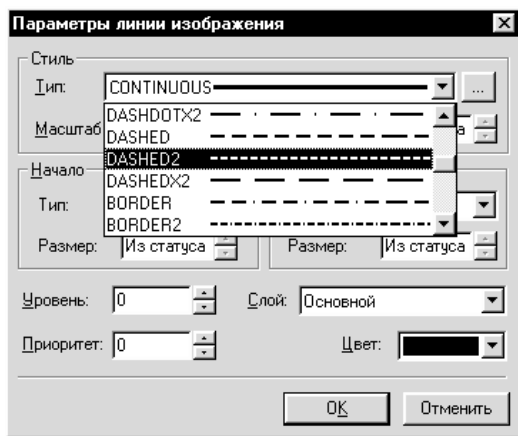 Параметры линии изображения
Стиль
Тип: CONTINUOUS ...
DASHDOTX2
Масштаб
DASHED
DASHED2
Начало
DASHEDX2
Тип: BORDER
BORDER2
Размер: Из статуса Размер: Из статуса
Уровень: 0 Слой: Основной
Приоритет: 0 Цвет:
OK Отменить